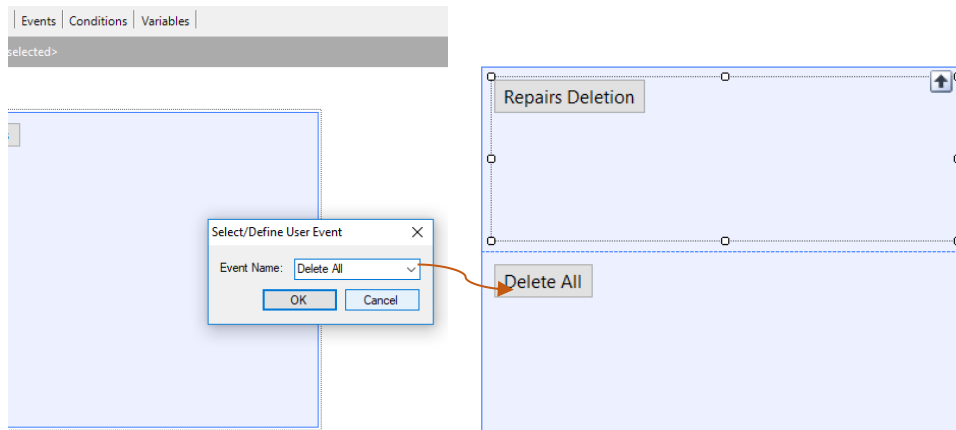 Events Conditions Variables
selected>
Select/Define User Event
Event Name: Delete All
OK Cancel
Repairs Deletion
Delete All